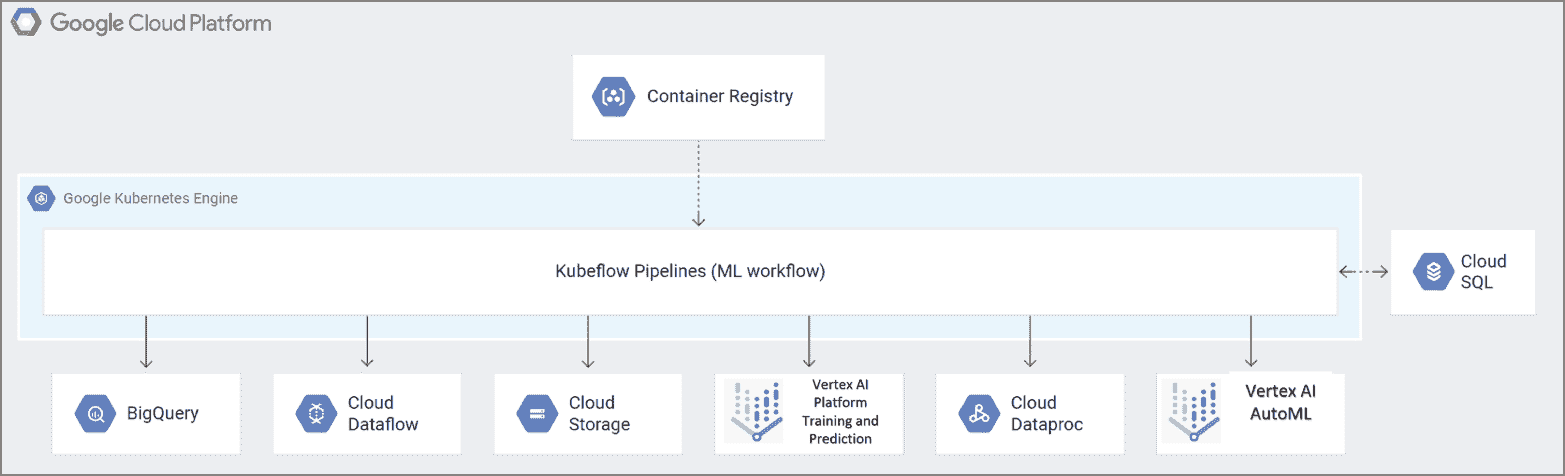 Google Cloud Platform
Container Registry
Google Kubernetes Engine
Kubeflow Pipelines (ML workflow)
Cloud
SQL
BigQuery
Cloud
Dataflow
Cloud
Storage
Vertex AI
Platform
Training and
Prediction
Cloud
Dataproc
Vertex AI
AutoML